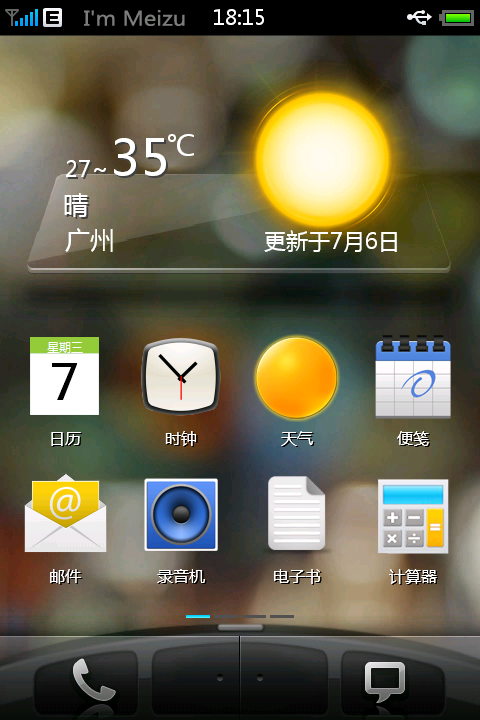 E I'm Meizu 18:15
27~35℃
晴
广州 更新于7月6日
星期三
7
日历 时钟 天气 便笺
@
邮件 录音机 电子书 计算器